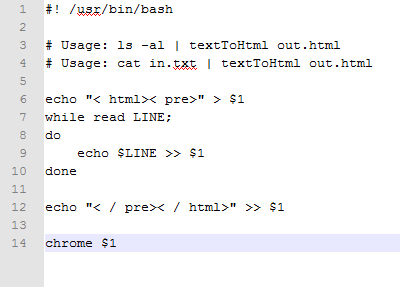 1 #! /usr/bin/bash
2
3 # Usage: ls -al | textToHtml out.html
4 # Usage: cat in.txt | textToHtml out.html
5
6 echo "< html>< pre>" > $1
7 while read LINE;
8 do
9     echo $LINE >> $1
10 done
11
12 echo "< / pre>< / html>" >> $1
13
14 chrome $1